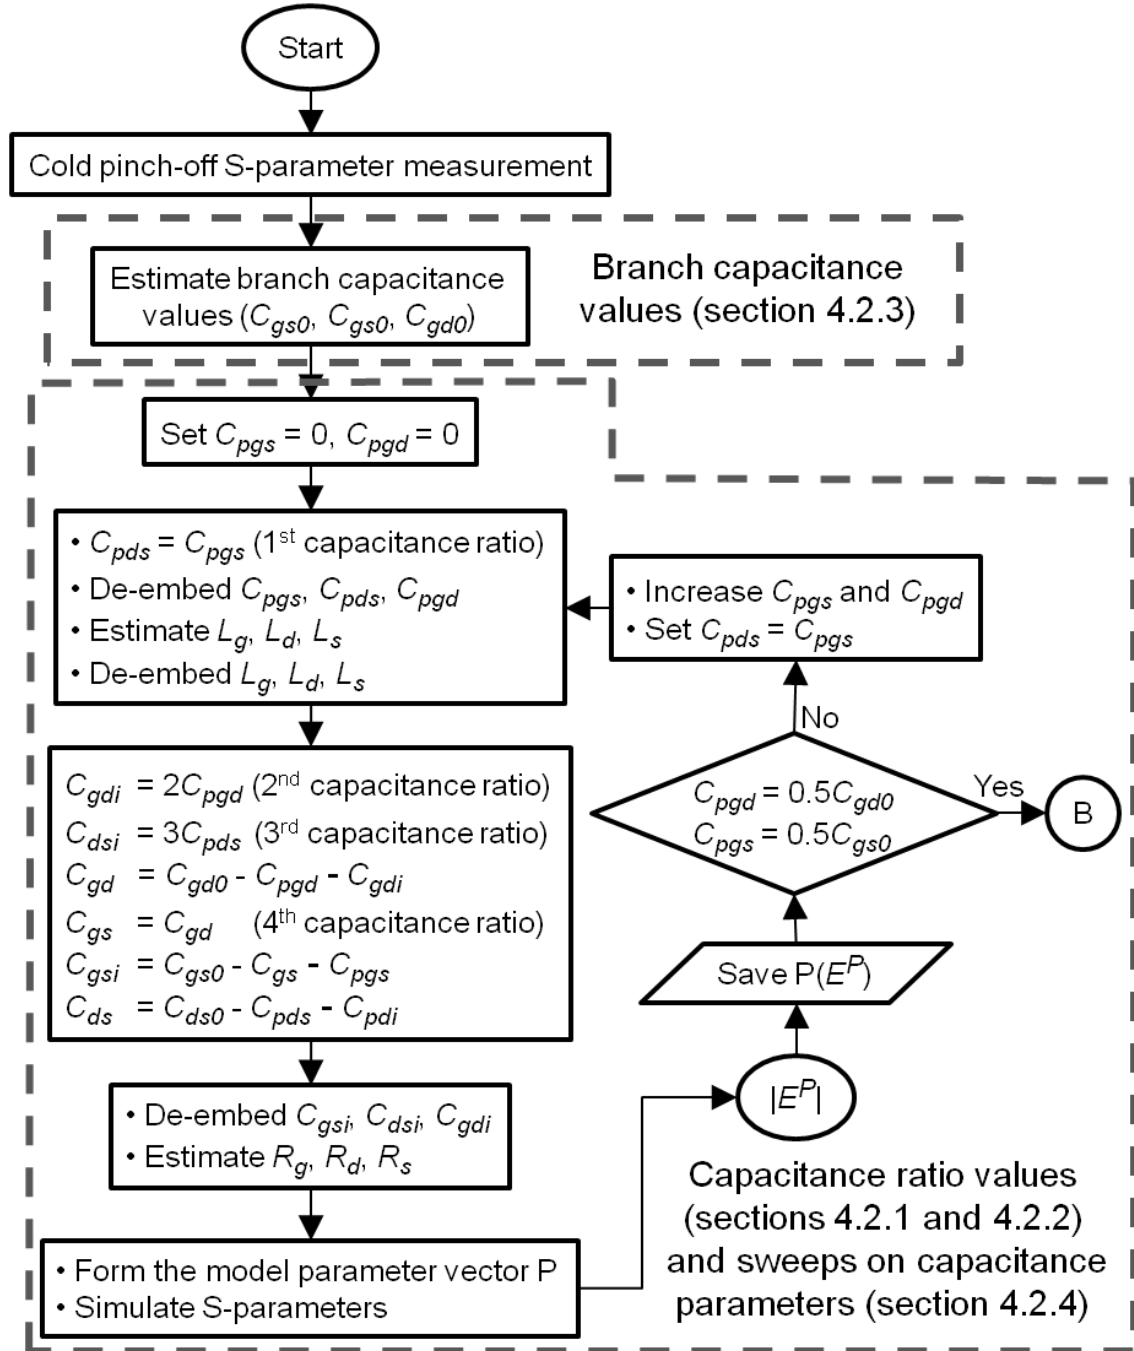 Start
Cold pinch-off S-parameter measurement
Estimate branch capacitance
values (Cgs0, Cgs0, Cgd0)
Branch capacitance
values (section 4.2.3)
Set Cpgs = 0, Cpgd = 0
• Cpds = Cpgs (1st capacitance ratio)
• De-embed Cpgs, Cpds, Cpgd
• Estimate Lg, Ld, Ls
• De-embed Lg, Ld, Ls
• Increase Cpgs and Cpgd
• Set Cpds = Cpgs
No
Cpgd = 0.5Cgd0
Cpgs = 0.5Cgs0
Yes
B
Cgdi = 2Cpgd (2nd capacitance ratio)
Cdsi = 3Cpds (3rd capacitance ratio)
Cgd = Cgd0 - Cpgd - Cgdi
Cgs = Cgd (4th capacitance ratio)
Cgsi = Cgs0 - Cgs - Cpgs
Cds = Cds0 - Cpds - Cpdi
Save P(E^P)
|E^P|
• De-embed Cgsi, Cdsi, Cgdi
• Estimate Rg, Rd, Rs
• Form the model parameter vector P
• Simulate S-parameters
Capacitance ratio values
(sections 4.2.1 and 4.2.2)
and sweeps on capacitance
parameters (section 4.2.4)